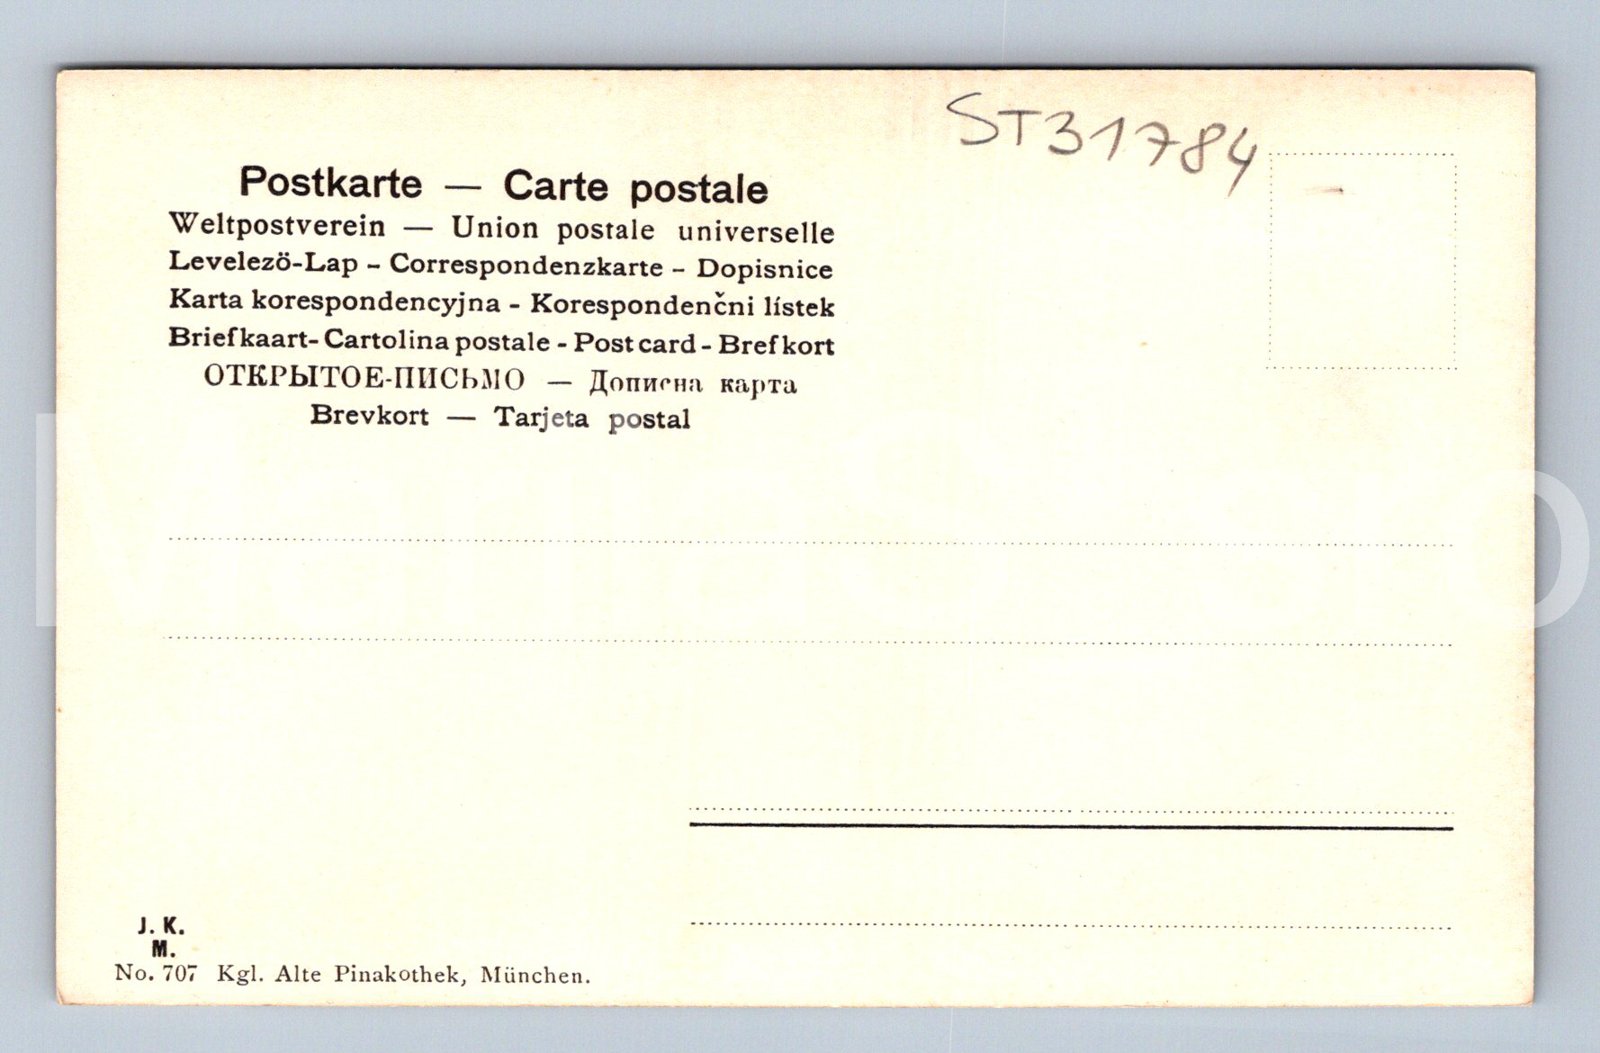 ST31784
Postkarte — Carte postale
Weltpostverein — Union postale universelle
Levelezö-Lap - Correspondenzkarte - Dopisnice
Karta korespondencyjna - Korespondenčni lístek
Briefkaart- Cartolina postale - Post card - Brefkort
ОТКРЫТОЕ-ПИСЬМО — Дописна карта
Brevkort — Tarjeta postal
J. K.
M.
No. 707 Kgl. Alte Pinakothek, München.